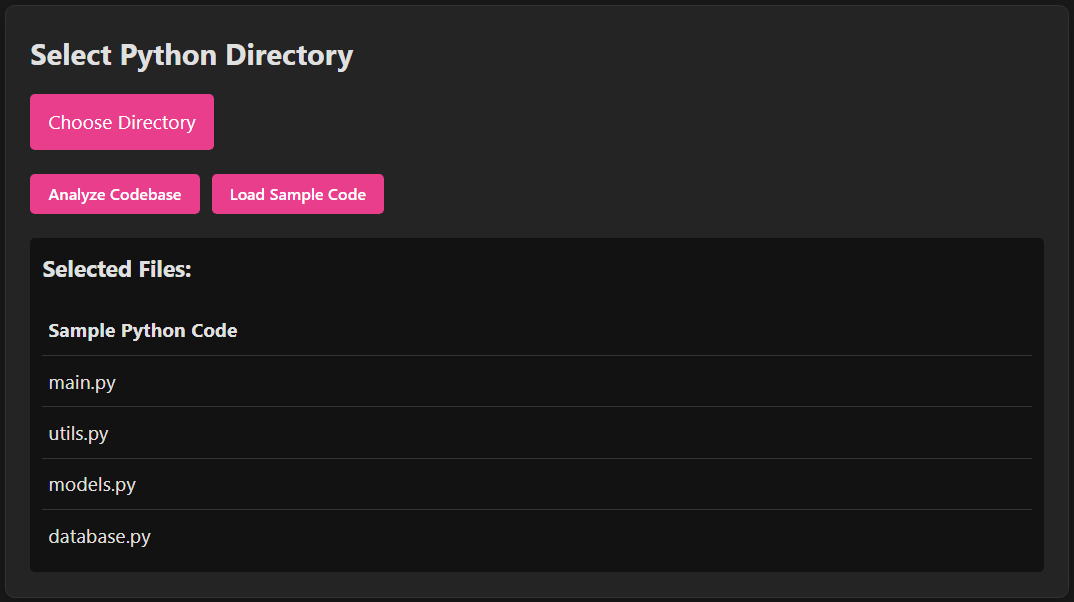 Select Python Directory
Choose Directory
Analyze Codebase Load Sample Code
Selected Files:
Sample Python Code
main.py
utils.py
models.py
database.py